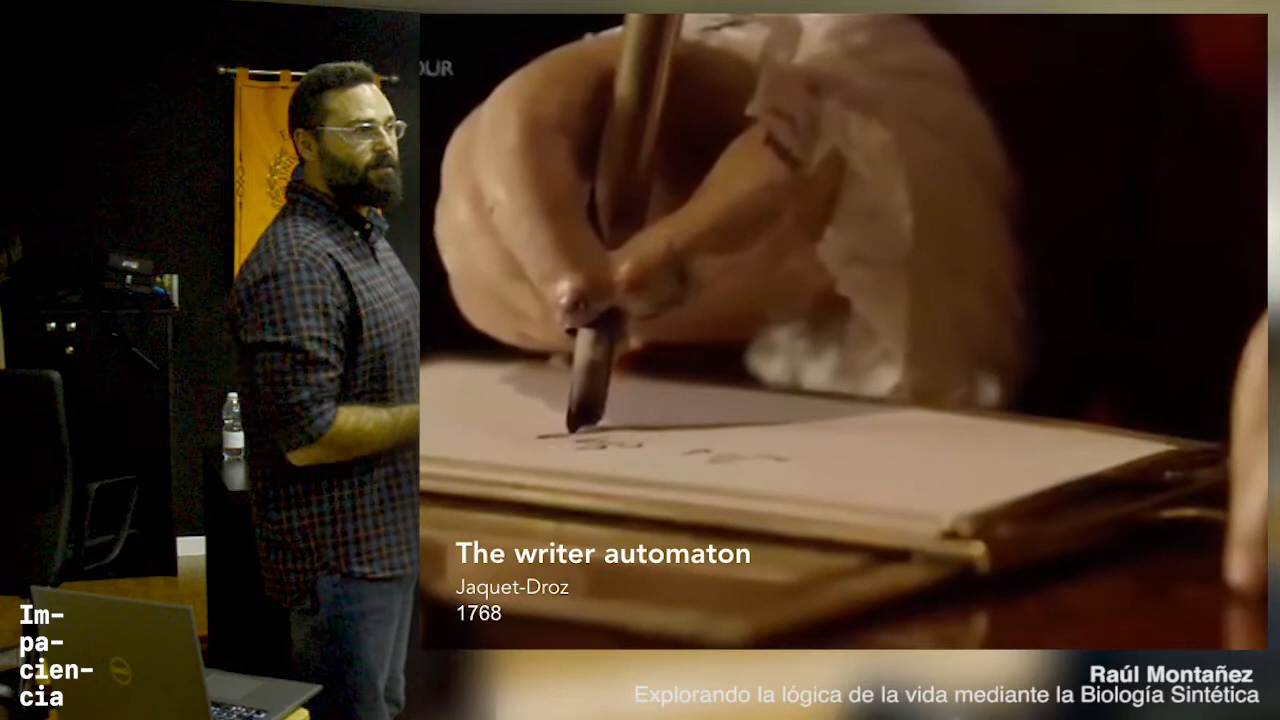 OUR
The writer automaton
Jaquet-Droz
1768
Im-
pa-
cien-
cia
Raúl Montañez
Explorando la lógica de la vida mediante la Biología Sintética